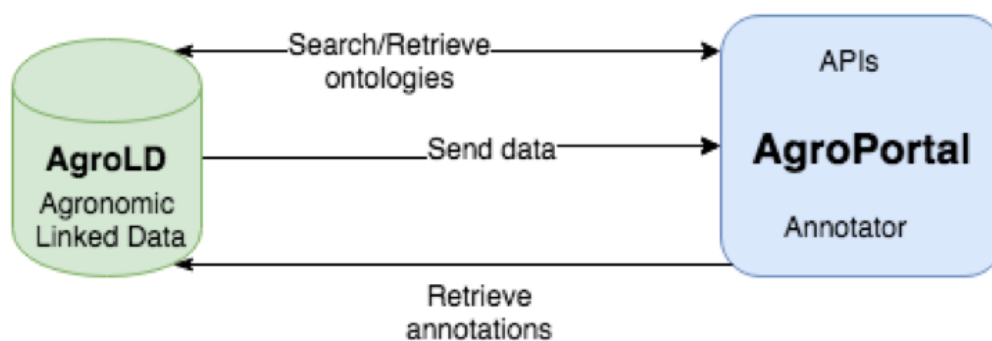 Search/Retrieve
ontologies
APIs
AgroLD
Agronomic
Linked Data
Send data
AgroPortal
Annotator
Retrieve
annotations